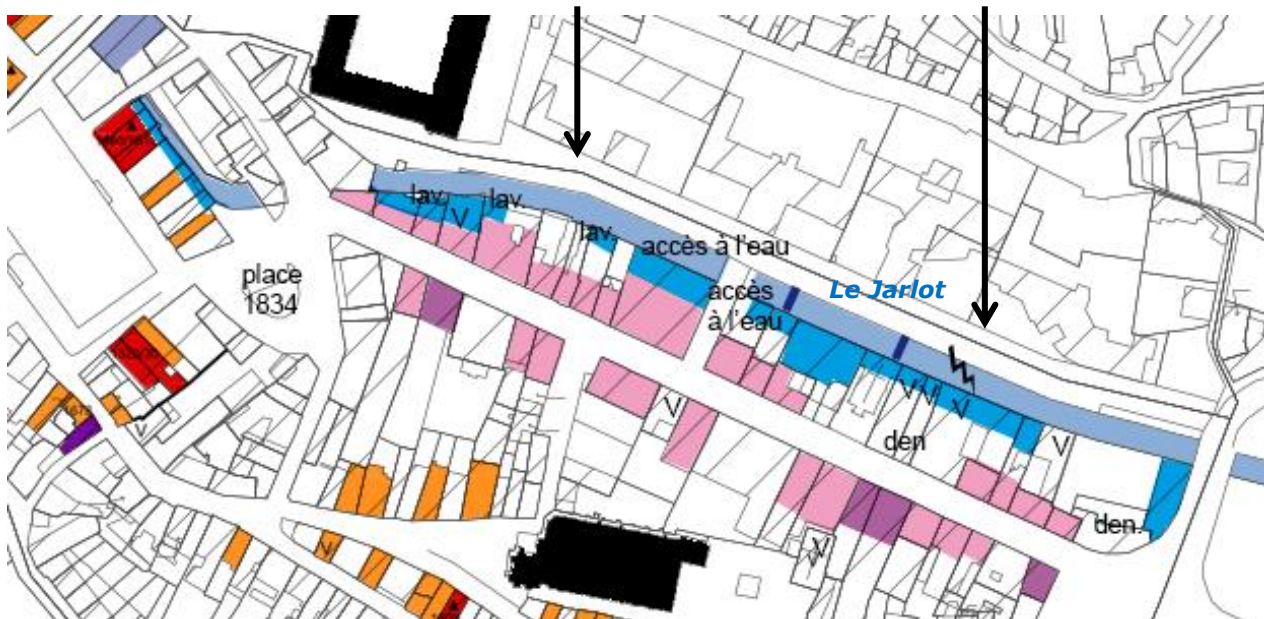 lav.
lav.
lav.
accès à l'eau
place
1834
accès
à l'eau
Le Jarlot
V
V
V
V
V
V
den
V
v
V
den.
V